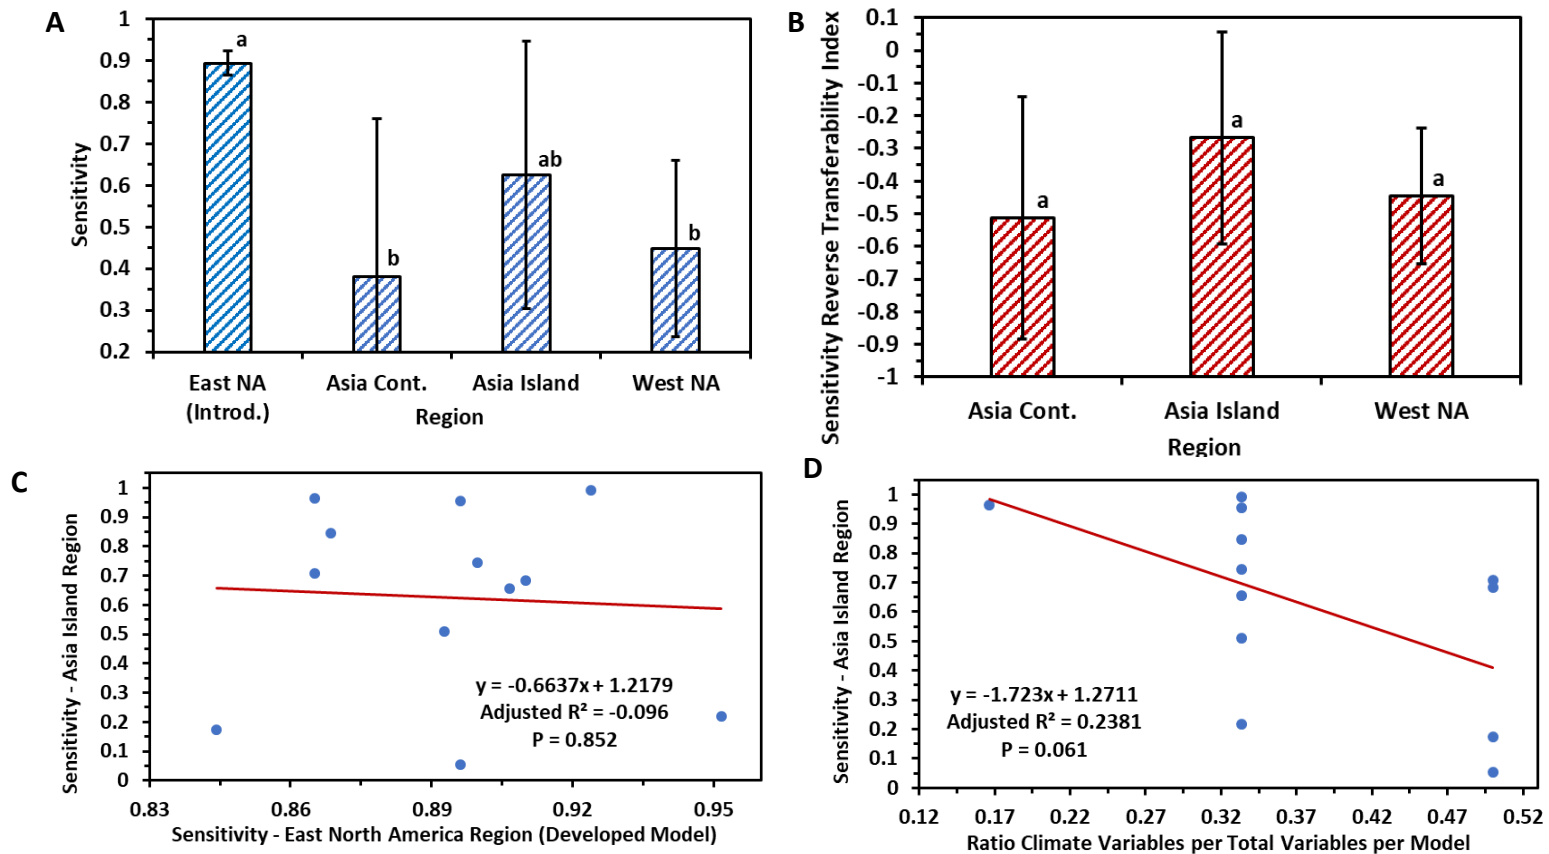 A
1
0.9
0.8
0.7
0.6
0.5
0.4
0.3
0.2
Sensitivity
a
b
ab
b
East NA
(Introd.)
Asia Cont.
Asia Island
West NA
Region
B
0.1
0
-0.1
-0.2
-0.3
-0.4
-0.5
-0.6
-0.7
-0.8
-0.9
-1
Sensitivity Reverse Transferability Index
a
a
a
Asia Cont.
Asia Island
West NA
Region
C
1
0.9
0.8
0.7
0.6
0.5
0.4
0.3
0.2
0.1
0
Sensitivity - Asia Island Region
y = -0.6637x + 1.2179
Adjusted R² = -0.096
P = 0.852
0.83
0.86
0.89
0.92
0.95
Sensitivity - East North America Region (Developed Model)
D
1
0.9
0.8
0.7
0.6
0.5
0.4
0.3
0.2
0.1
0
Sensitivity - Asia Island Region
y = -1.723x + 1.2711
Adjusted R² = 0.2381
P = 0.061
0.12
0.17
0.22
0.27
0.32
0.37
0.42
0.47
0.52
Ratio Climate Variables per Total Variables per Model